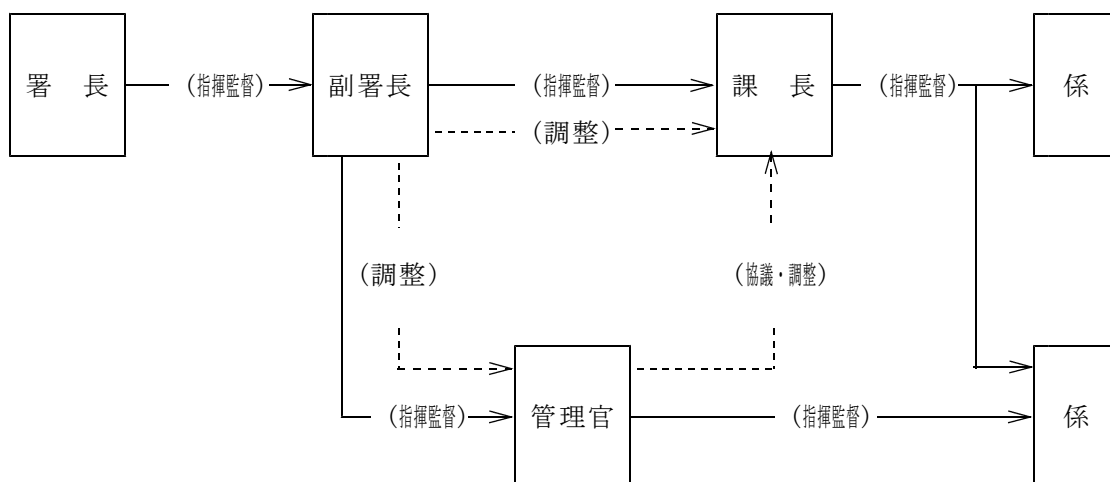 署　長 (指揮監督) 副署長 (指揮監督) 課　長 (指揮監督) 係
(調整)
(調整) (協議・調整)
(指揮監督) 管理官 (指揮監督) 係